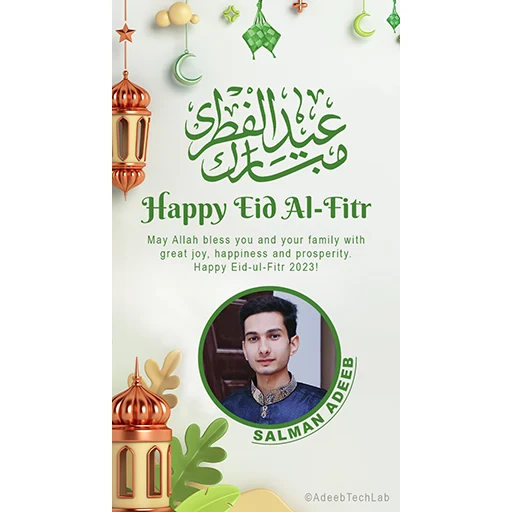 عيد الفطر
مبارك
Happy Eid Al-Fitr
May Allah bless you and your family with
great joy, happiness and prosperity.
Happy Eid-ul-Fitr 2023!
SALMAN ADEEB
©AdeebTechLab